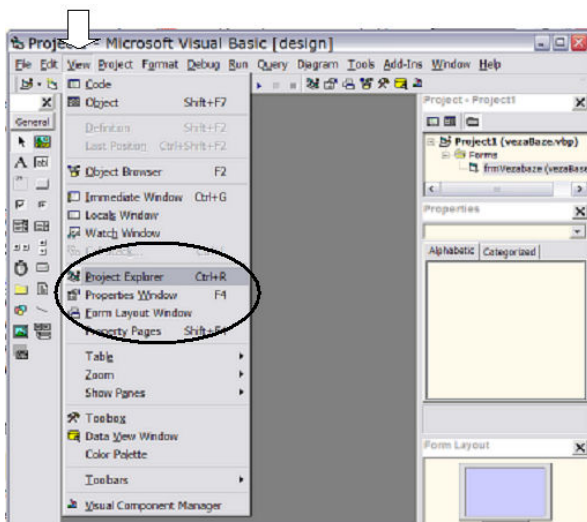 Microsoft Visual Basic [design]
File Edit View Project Format Debug Run Query Diagram Tools Add-Ins Window Help
General
Code
Object Shift+F7
Definition Shift+F2
Last Position Ctrl+Shift+F2
Object Browser F2
Immediate Window Ctrl+G
Locals Window
Watch Window
Project Explorer Ctrl+R
Properties Window F4
Form Layout Window
Property Pages Shift+F4
Table
Zoom
Show Panes
Toolbox
Data View Window
Color Palette
Toolbars
Visual Component Manager
Project - Project1
Project1 (vezaBaze.vbp)
Forms
frmVezabaze (vezaBase
Properties
Alphabetic Categorized
Form Layout